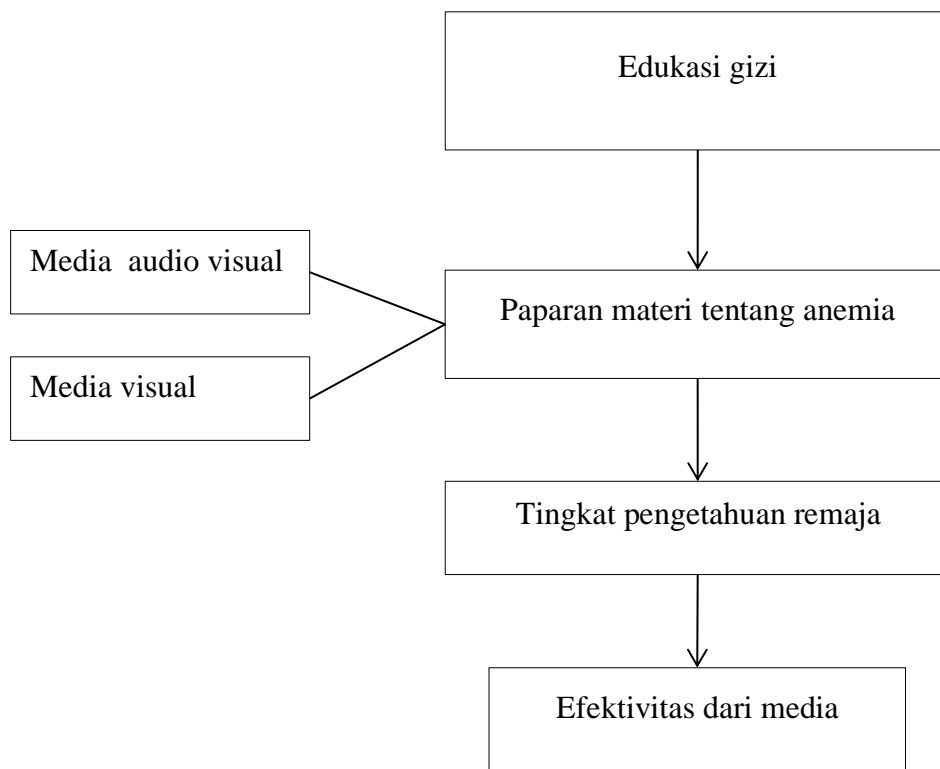 Edukasi gizi
Media  audio visual
Paparan materi tentang anemia
Media visual
Tingkat pengetahuan remaja
Efektivitas dari media